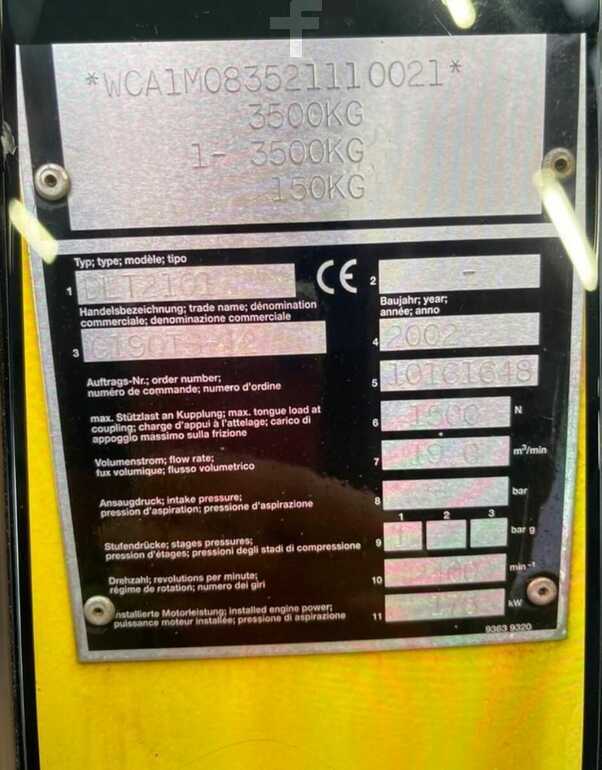 f
*WCA1M083521110021*
3500KG
1- 3500KG
150KG
Typ; type; modèle; tipo
1 CE 2 -
Handelsbezeichnung; trade name; dénomination
commerciale; denominazione commerciale
Baujahr; year;
année; anno
3 4 2002
Auftrags-Nr.; order number;
numéro de commande; numero d'ordine
5 10TG1648
max. Stützlast an Kupplung; max. tongue load at
coupling; charge d'appui à l'attelage; carico di
appoggio massimo sulla frizione
6 1500 N
Volumenstrom; flow rate;
fux volumique; flusso volumetrico
7 19.0 m³/min
Ansaugdruck; intake pressure;
pression d'aspiration; pressione d'aspirazione
8 bar
1 2 3
Stufendrücke; stages pressures;
pression d'étages; pressioni degli stadi di compressione
9 bar g
Drehzahl; revolutions per minute;
régime de rotation; numero dei giri
10 min⁻¹
installierte Motorleistung; installed engine power;
puissance moteur installée; pressione di aspirazione
11 kW
9363 9320